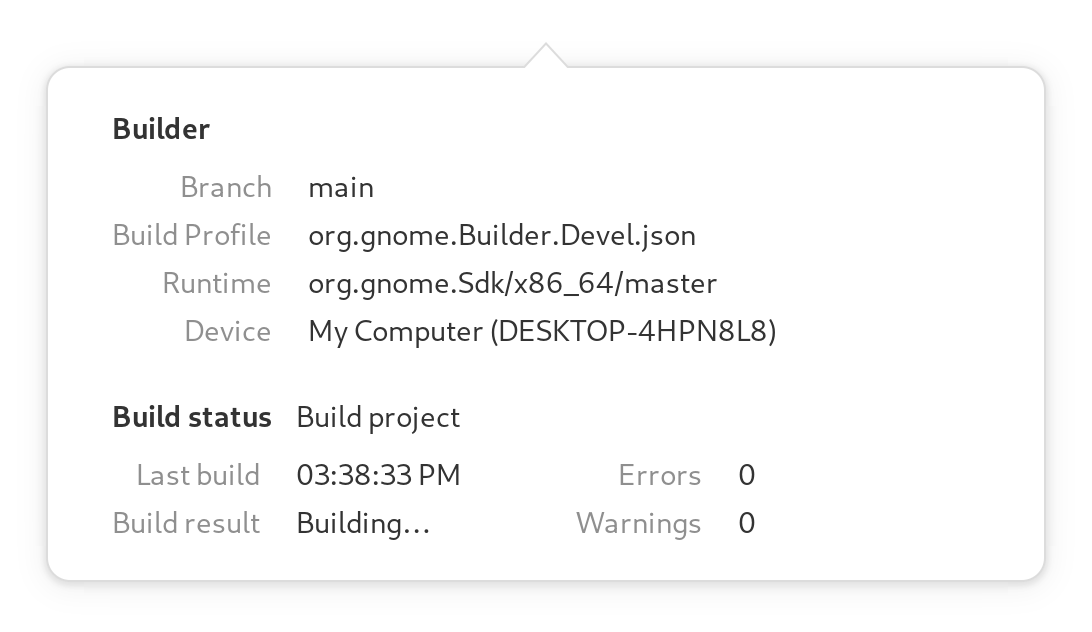 Builder
Branch main
Build Profile org.gnome.Builder.Devel.json
Runtime org.gnome.Sdk/x86_64/master
Device My Computer (DESKTOP-4HPN8L8)
Build status Build project
Last build 03:38:33 PM Errors 0
Build result Building… Warnings 0